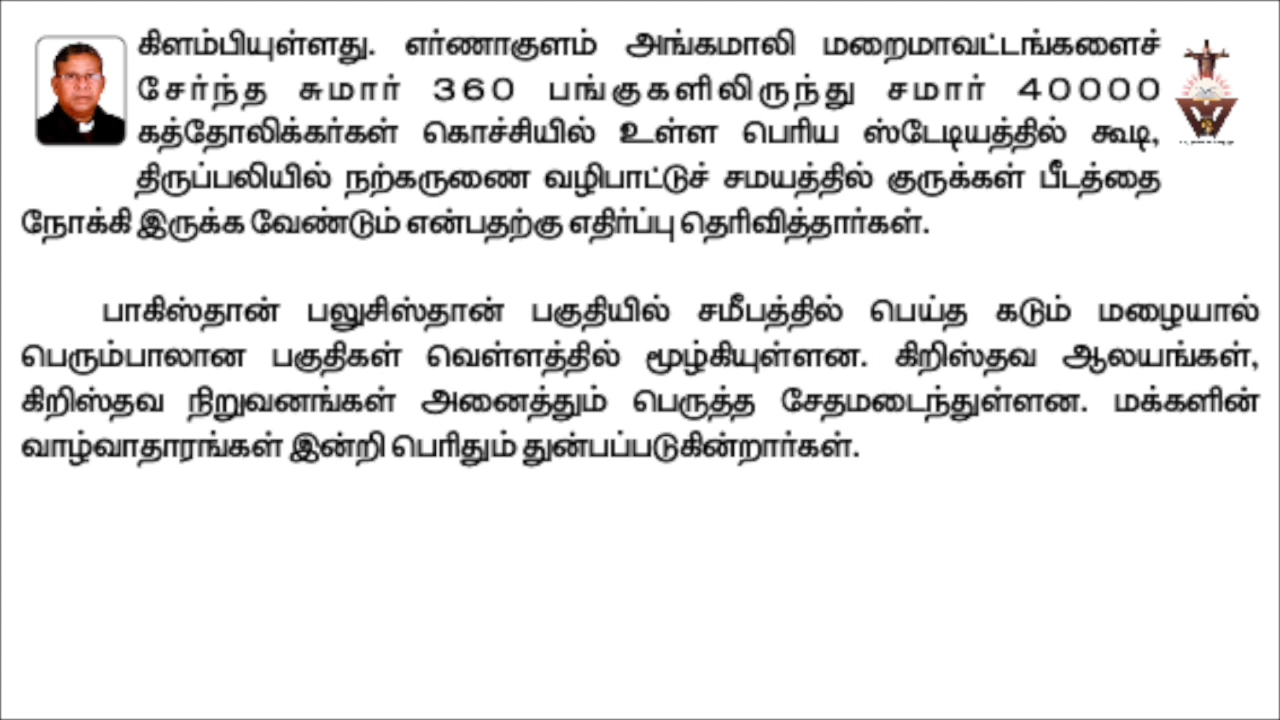 கிளம்பியுள்ளது. எர்ணாகுளம் அங்கமாலி மறைமாவட்டங்களைச்
சேர்ந்த சுமார் 360 பங்குகளிலிருந்து சமார் 40000
கத்தோலிக்கர்கள் கொச்சியில் உள்ள பெரிய ஸ்டேடியத்தில் கூடி,
திருப்பலியில் நற்கருணை வழிபாட்டுச் சமயத்தில் குருக்கள் பீடத்தை
நோக்கி இருக்க வேண்டும் என்பதற்கு எதிர்ப்பு தெரிவித்தார்கள்.
பாகிஸ்தான் பலுசிஸ்தான் பகுதியில் சமீபத்தில் பெய்த கடும் மழையால்
பெரும்பாலான பகுதிகள் வெள்ளத்தில் மூழ்கியுள்ளன. கிறிஸ்தவ ஆலயங்கள்,
கிறிஸ்தவ நிறுவனங்கள் அனைத்தும் பெருத்த சேதமடைந்துள்ளன. மக்களின்
வாழ்வாதாரங்கள் இன்றி பெரிதும் துன்பப்படுகின்றார்கள்.